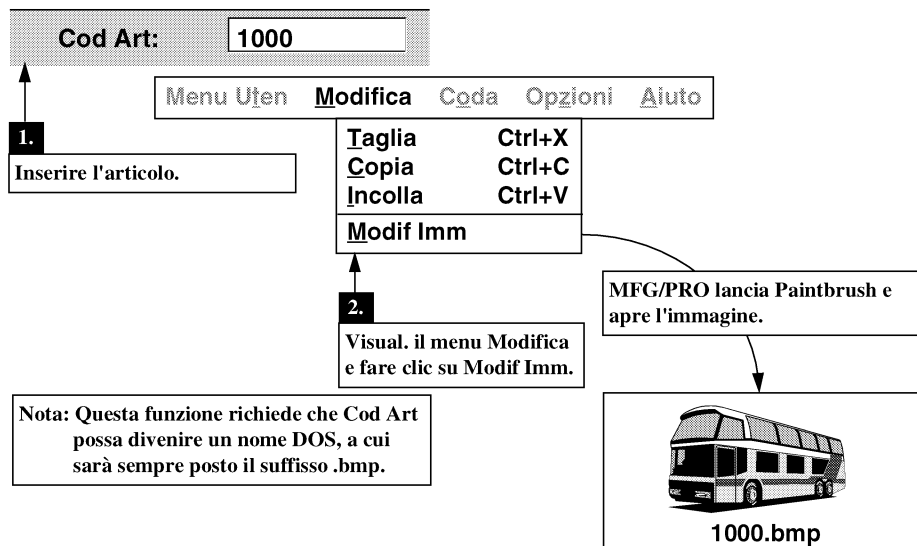 Cod Art: 1000
Menu Uten Modifica Coda Opzioni Aiuto
1.
Inserire l'articolo.
Taglia Ctrl+X
Copia Ctrl+C
Incolla Ctrl+V
Modif Imm
2.
Visual. il menu Modifica
e fare clic su Modif Imm.
MFG/PRO lancia Paintbrush e
apre l'immagine.
Nota: Questa funzione richiede che Cod Art
possa divenire un nome DOS, a cui
sarà sempre posto il suffisso .bmp.
1000.bmp